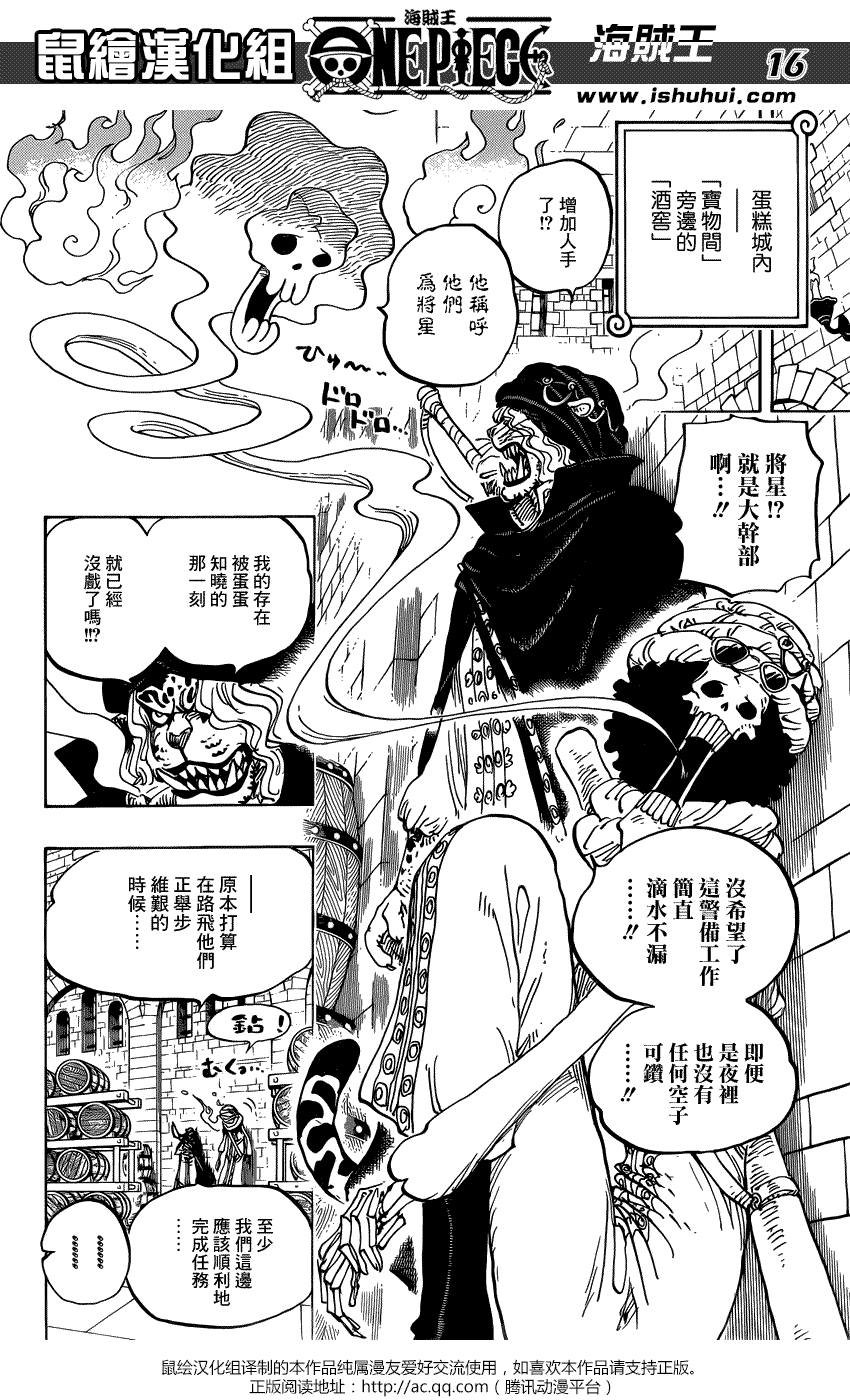 鼠繪漢化組
海賊王
ONE PIECE
海賊王
16
www.ishuhui.com
——蛋糕城內
「寶物間」
旁邊的
「酒窖」
增加人手
了!?
他稱呼
他們
爲將星
ひゅ〜
ドロ
ドロ…
將星!?
就是大幹部
啊…!!
我的存在
被蛋蛋
知曉的
那一刻
就已經
沒戲了嗎!!?
沒希望了
這警備工作
簡直
滴水不漏
……!!
即便
是夜裡
也沒有
任何空子
可鑽
……!!
——
原本打算
在路飛他們
正舉步
維艱的
時候……
鉆!
むくっ…
至少
我們這邊
應該順利地
完成任務
……
鼠绘汉化组译制的本作品纯属漫友爱好交流使用，如喜欢本作品请支持正版。
正版阅读地址：http://ac.qq.com（腾讯动漫平台）